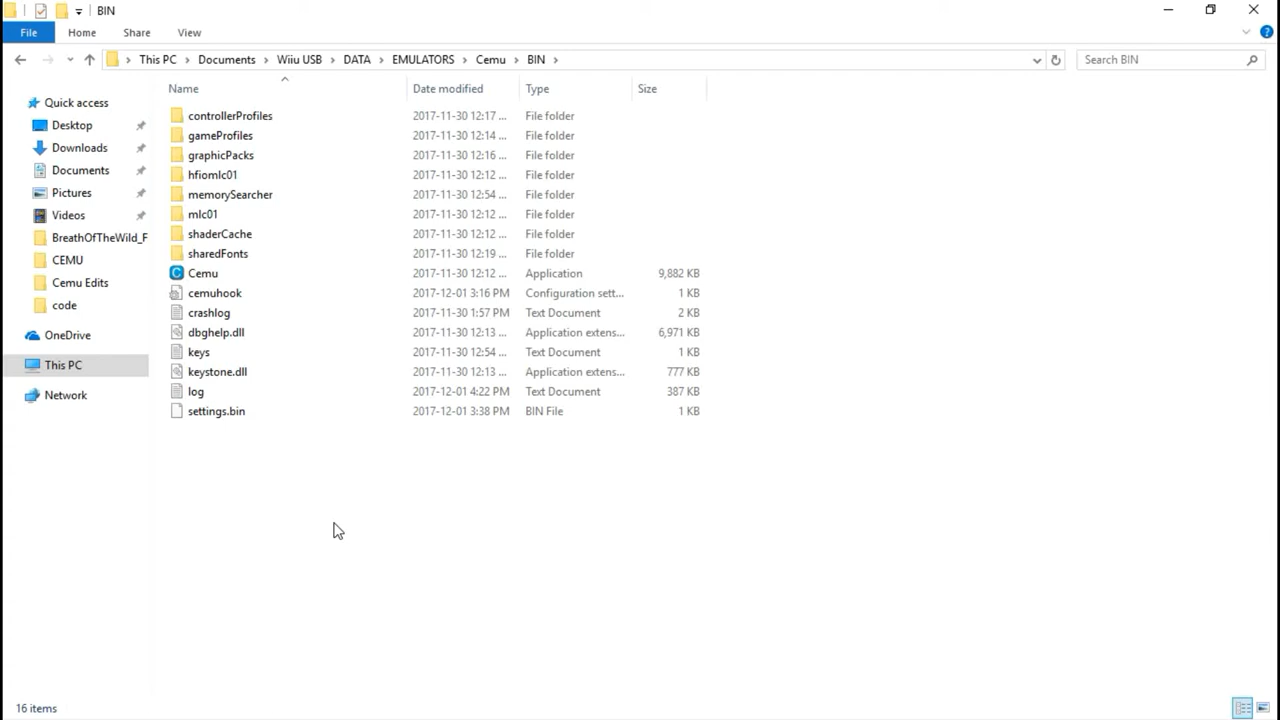 BIN
File Home Share View
This PC Documents Wiiu USB DATA EMULATORS Cemu BIN Search BIN
Name Date modified Type Size
Quick access
Desktop
Downloads
Documents
Pictures
Videos
BreathOfTheWild_F
CEMU
Cemu Edits
code
OneDrive
This PC
Network
controllerProfiles 2017-11-30 12:17 ... File folder
gameProfiles 2017-11-30 12:14 ... File folder
graphicPacks 2017-11-30 12:16 ... File folder
hfiomlc01 2017-11-30 12:12 ... File folder
memorySearcher 2017-11-30 12:54 ... File folder
mlc01 2017-11-30 12:12 ... File folder
shaderCache 2017-11-30 12:12 ... File folder
sharedFonts 2017-11-30 12:19 ... File folder
Cemu 2017-11-30 12:12 ... Application 9,882 KB
cemuhook 2017-12-01 3:16 PM Configuration sett... 1 KB
crashlog 2017-11-30 1:57 PM Text Document 2 KB
dbghelp.dll 2017-11-30 12:13 ... Application extens... 6,971 KB
keys 2017-11-30 12:54 ... Text Document 1 KB
keystone.dll 2017-11-30 12:13 ... Application extens... 777 KB
log 2017-12-01 4:22 PM Text Document 387 KB
settings.bin 2017-12-01 3:38 PM BIN File 1 KB
16 items